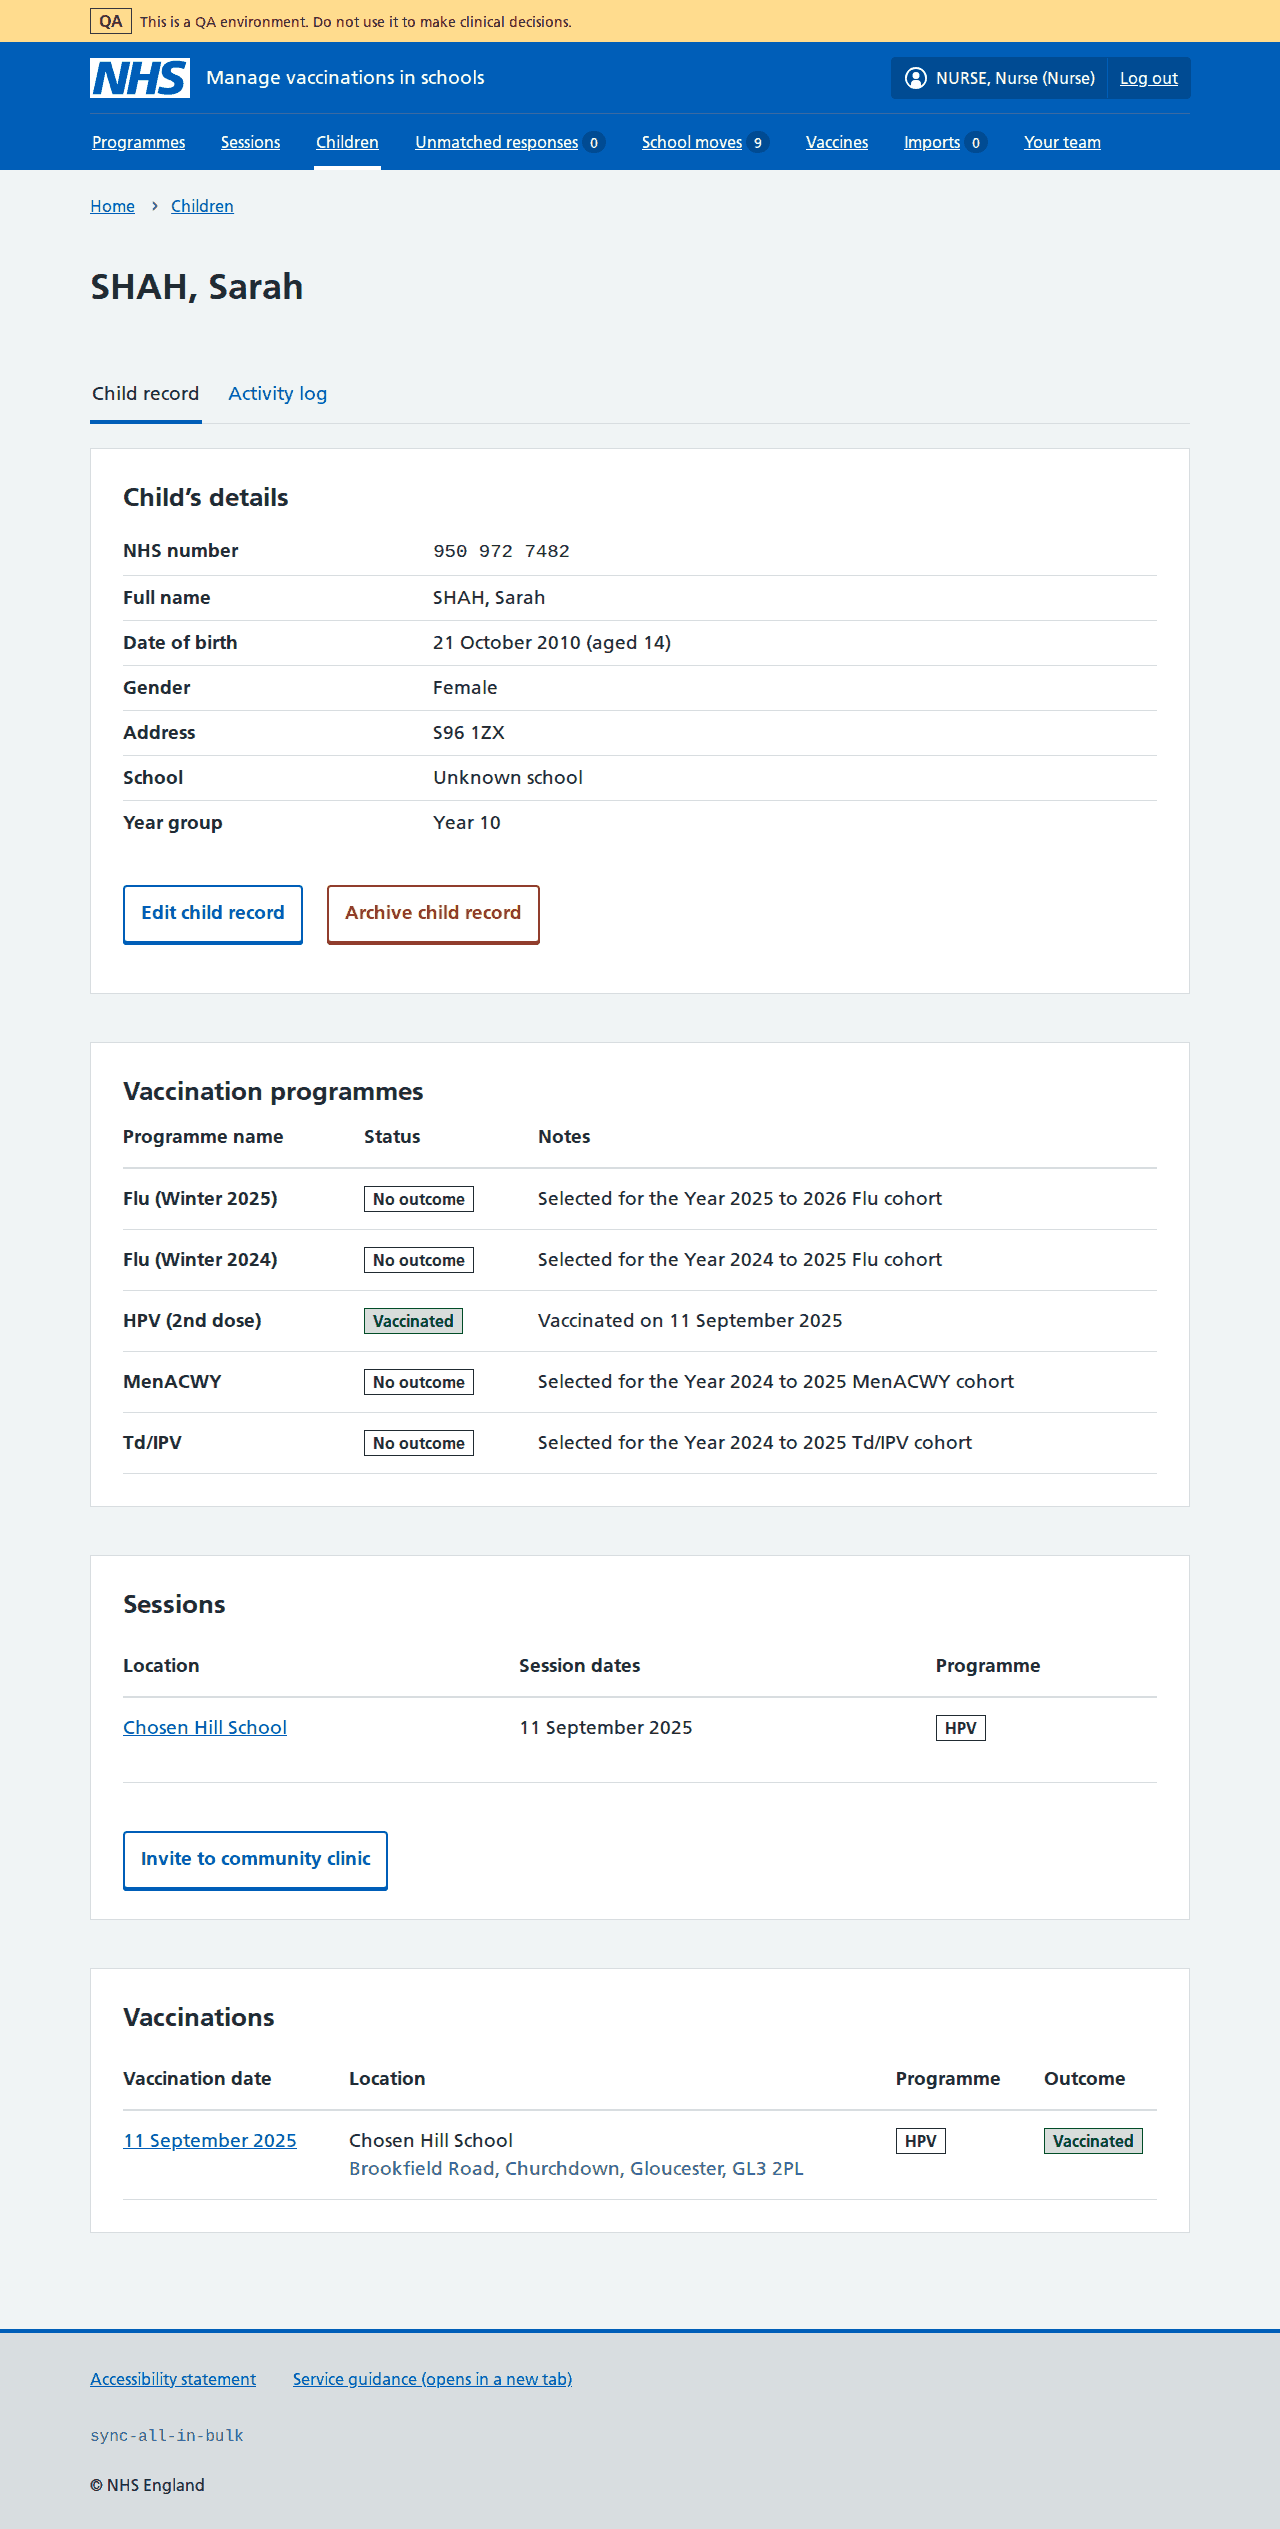 QA This is a QA environment. Do not use it to make clinical decisions.
NHS Manage vaccinations in schools NURSE, Nurse (Nurse) Log out
Programmes Sessions Children Unmatched responses 0 School moves 9 Vaccines Imports 0 Your team
Home › Children
SHAH, Sarah
Child record Activity log
Child’s details
NHS number 950 972 7482
Full name SHAH, Sarah
Date of birth 21 October 2010 (aged 14)
Gender Female
Address S96 1ZX
School Unknown school
Year group Year 10
Edit child record Archive child record
Vaccination programmes
Programme name Status Notes
Flu (Winter 2025) No outcome Selected for the Year 2025 to 2026 Flu cohort
Flu (Winter 2024) No outcome Selected for the Year 2024 to 2025 Flu cohort
HPV (2nd dose) Vaccinated Vaccinated on 11 September 2025
MenACWY No outcome Selected for the Year 2024 to 2025 MenACWY cohort
Td/IPV No outcome Selected for the Year 2024 to 2025 Td/IPV cohort
Sessions
Location Session dates Programme
Chosen Hill School 11 September 2025 HPV
Invite to community clinic
Vaccinations
Vaccination date Location Programme Outcome
11 September 2025 Chosen Hill School HPV Vaccinated
Brookfield Road, Churchdown, Gloucester, GL3 2PL
Accessibility statement Service guidance (opens in a new tab)
sync-all-in-bulk
© NHS England